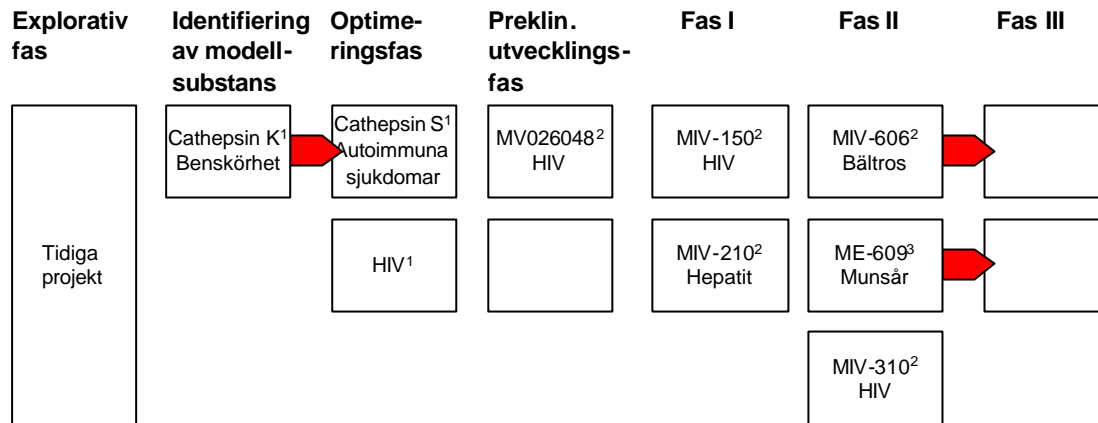 Explorativ
fas
Identifiering
av modell-
substans
Optime-
ringsfas
Preklin.
utvecklings-
fas
Fas I
Fas II
Fas III
Tidiga
projekt
Cathepsin K¹
Benskörhet
Cathepsin S¹
Autoimmuna
sjukdomar
HIV¹
MV026048²
HIV
MIV-150²
HIV
MIV-210²
Hepatit
MIV-606²
Bältros
ME-609³
Munsår
MIV-310²
HIV